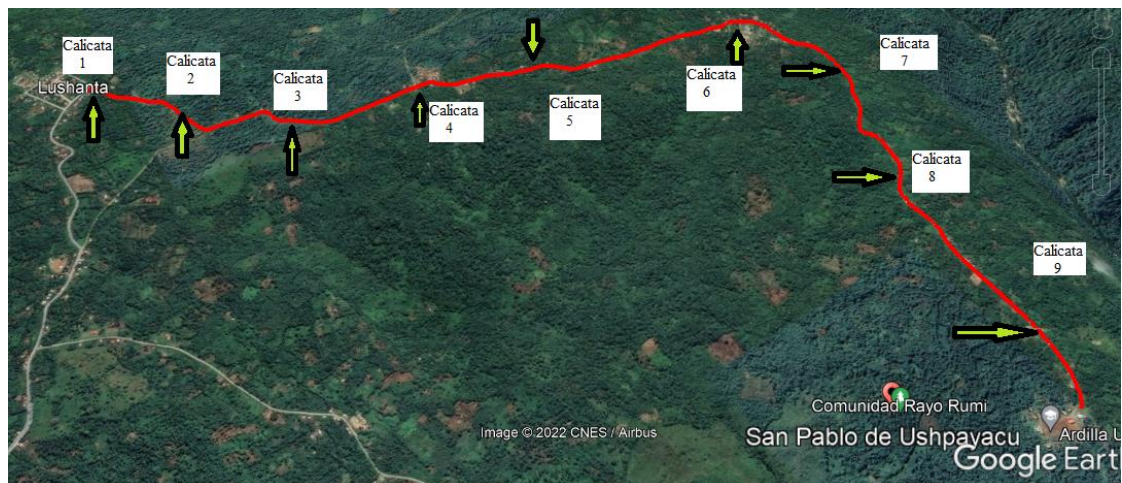 Calicata
1
Lushanta
Calicata
2
Calicata
3
Calicata
4
Calicata
5
Calicata
6
Calicata
7
Calicata
8
Calicata
9
Comunidad Rayo Rumi
San Pablo de Ushpayacu
Ardilla U
Image © 2022 CNES / Airbus
Google Earth